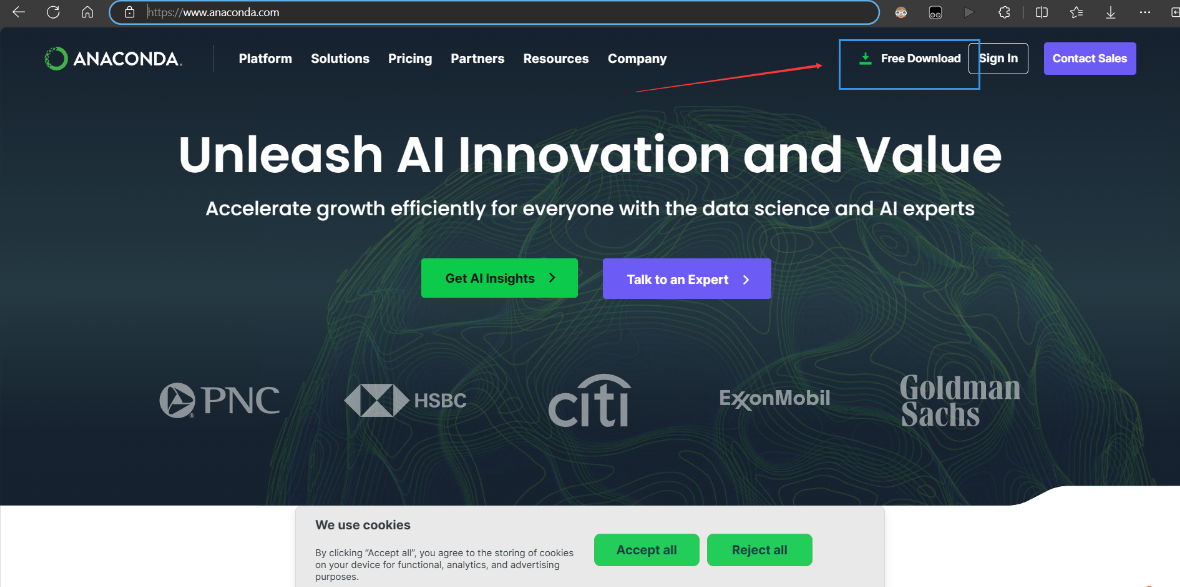 https://www.anaconda.com
ANACONDA.
Platform
Solutions
Pricing
Partners
Resources
Company
Free Download
Sign In
Contact Sales
Unleash AI Innovation and Value
Accelerate growth efficiently for everyone with the data science and AI experts
Get AI Insights
Talk to an Expert
PNC
HSBC
citi
ExxonMobil
Goldman
Sachs
We use cookies
By clicking “Accept all”, you agree to the storing of cookies
on your device for functional, analytics, and advertising
purposes.
Accept all
Reject all